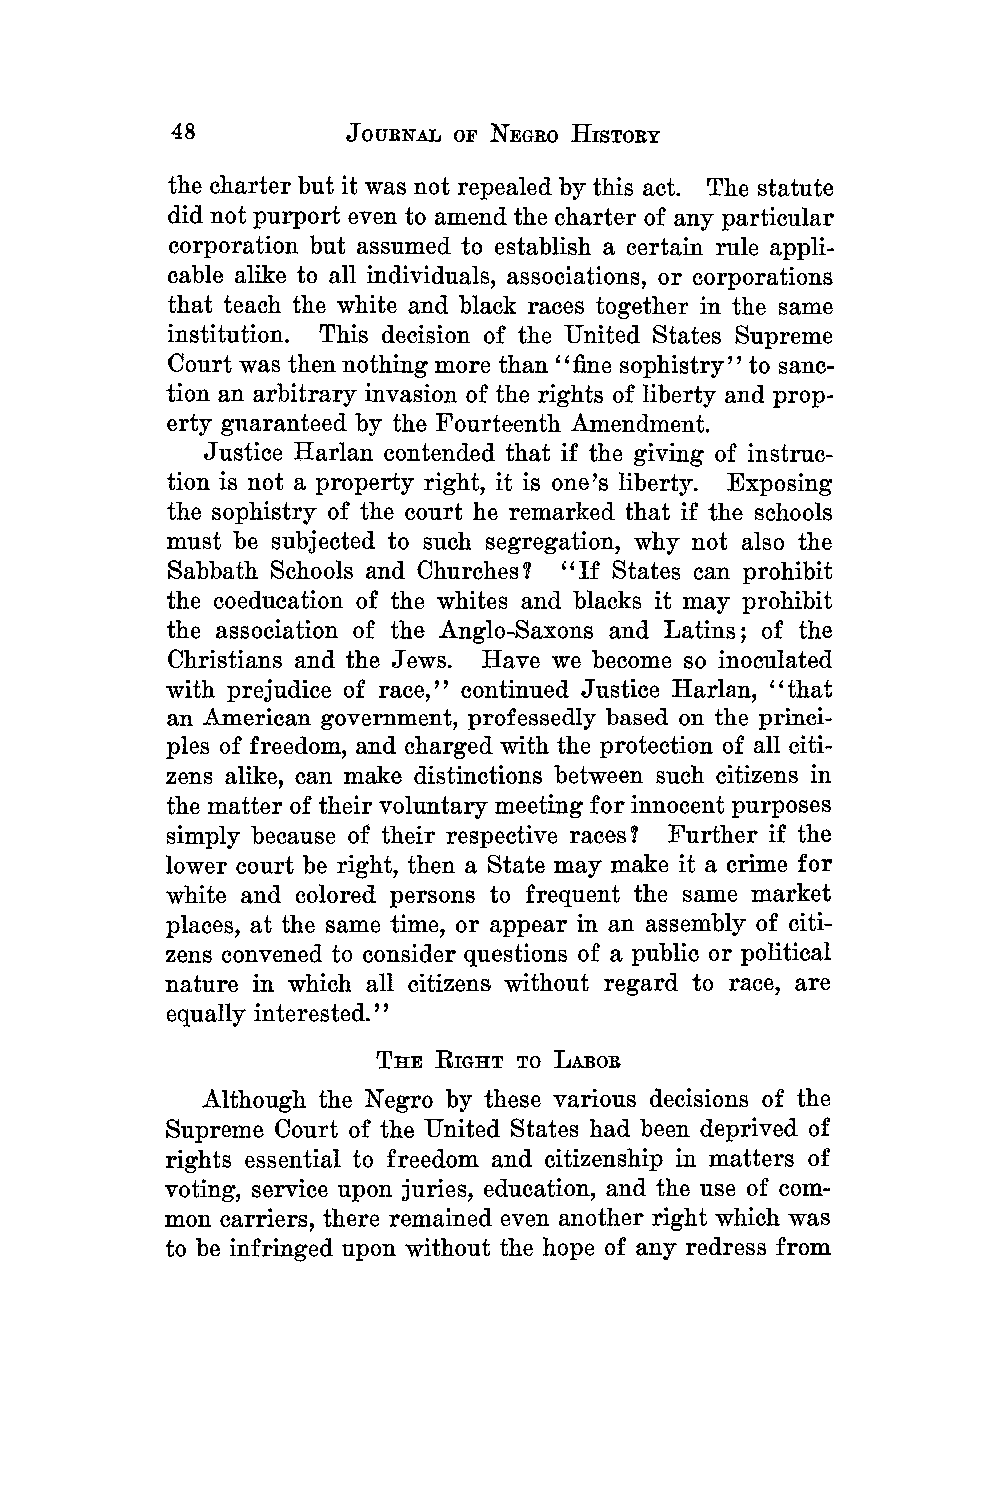 48 JOURNAL OF NEGRO HISTORY
the charter but it was not repealed by this act. The statute
did not purport even to amend the charter of any particular
corporation but assumed to establish a certain rule appli-
cable alike to all individuals, associations, or corporations
that teach the white and black races together in the same
institution. This decision of the United States Supreme
Court was then nothing more than ‘‘fine sophistry’’ to sanc-
tion an arbitrary invasion of the rights of liberty and prop-
erty guaranteed by the Fourteenth Amendment.
Justice Harlan contended that if the giving of instruc-
tion is not a property right, it is one’s liberty. Exposing
the sophistry of the court he remarked that if the schools
must be subjected to such segregation, why not also the
Sabbath Schools and Churches? ‘‘If States can prohibit
the coeducation of the whites and blacks it may prohibit
the association of the Anglo-Saxons and Latins; of the
Christians and the Jews. Have we become so inoculated
with prejudice of race,’’ continued Justice Harlan, ‘‘that
an American government, professedly based on the princi-
ples of freedom, and charged with the protection of all citi-
zens alike, can make distinctions between such citizens in
the matter of their voluntary meeting for innocent purposes
simply because of their respective races? Further if the
lower court be right, then a State may make it a crime for
white and colored persons to frequent the same market
places, at the same time, or appear in an assembly of citi-
zens convened to consider questions of a public or political
nature in which all citizens without regard to race, are
equally interested.’’
THE RIGHT TO LABOR
Although the Negro by these various decisions of the
Supreme Court of the United States had been deprived of
rights essential to freedom and citizenship in matters of
voting, service upon juries, education, and the use of com-
mon carriers, there remained even another right which was
to be infringed upon without the hope of any redress from